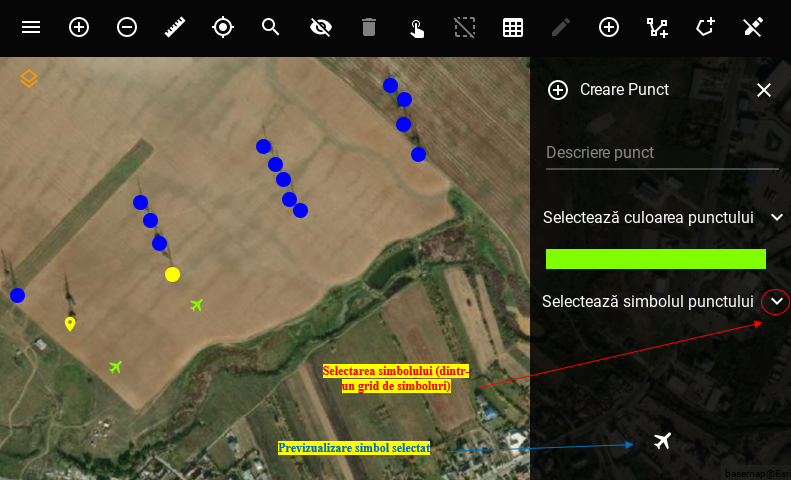 Creare Punct
Descriere punct
Selectează culoarea punctului
Selectează simbolul punctului
Selectarea simbolului (dintr-
un grid de simboluri)
Previzualizare simbol selectat
basemap@Esri